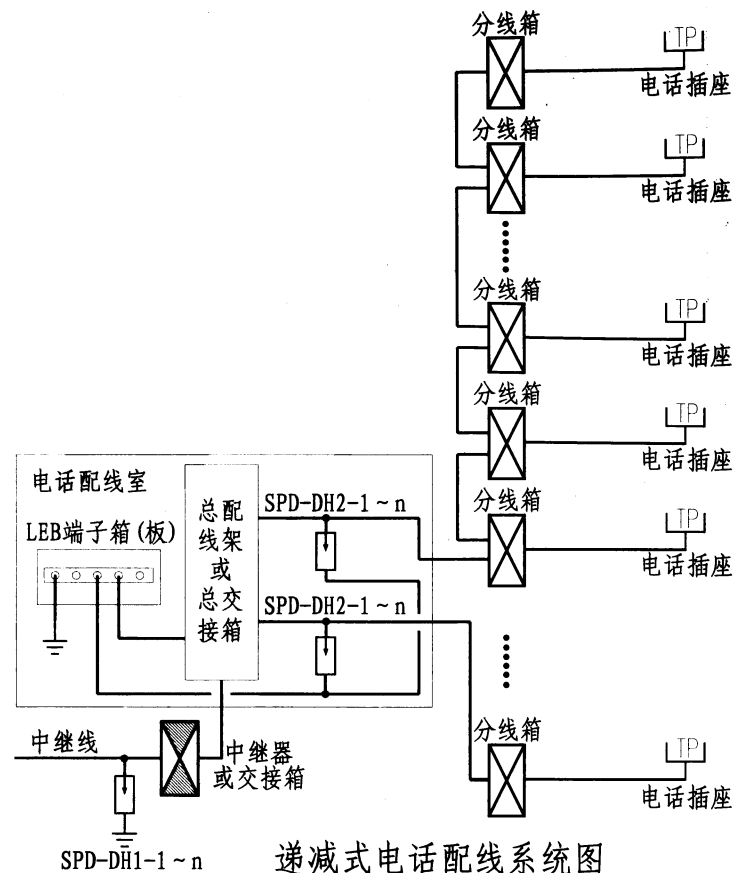 分线箱
TP
电话插座
分线箱
TP
电话插座
分线箱
TP
电话插座
分线箱
TP
电话插座
电话配线室
总配
线架
或
总交
接箱
SPD-DH2-1~n
LEB端子箱(板)
分线箱
TP
电话插座
SPD-DH2-1~n
中继线
中继器
或交接箱
分线箱
TP
电话插座
SPD-DH1-1~n
递减式电话配线系统图